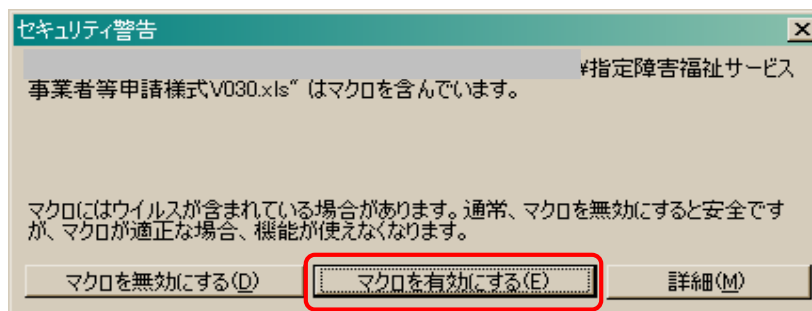 セキュリティ警告
¥指定障害福祉サービス
事業者等申請様式V030.xls" はマクロを含んでいます。
マクロにはウイルスが含まれている場合があります。通常、マクロを無効にすると安全です
が、マクロが適正な場合、機能が使えなくなります。
マクロを無効にする(D) マクロを有効にする(E) 詳細(M)